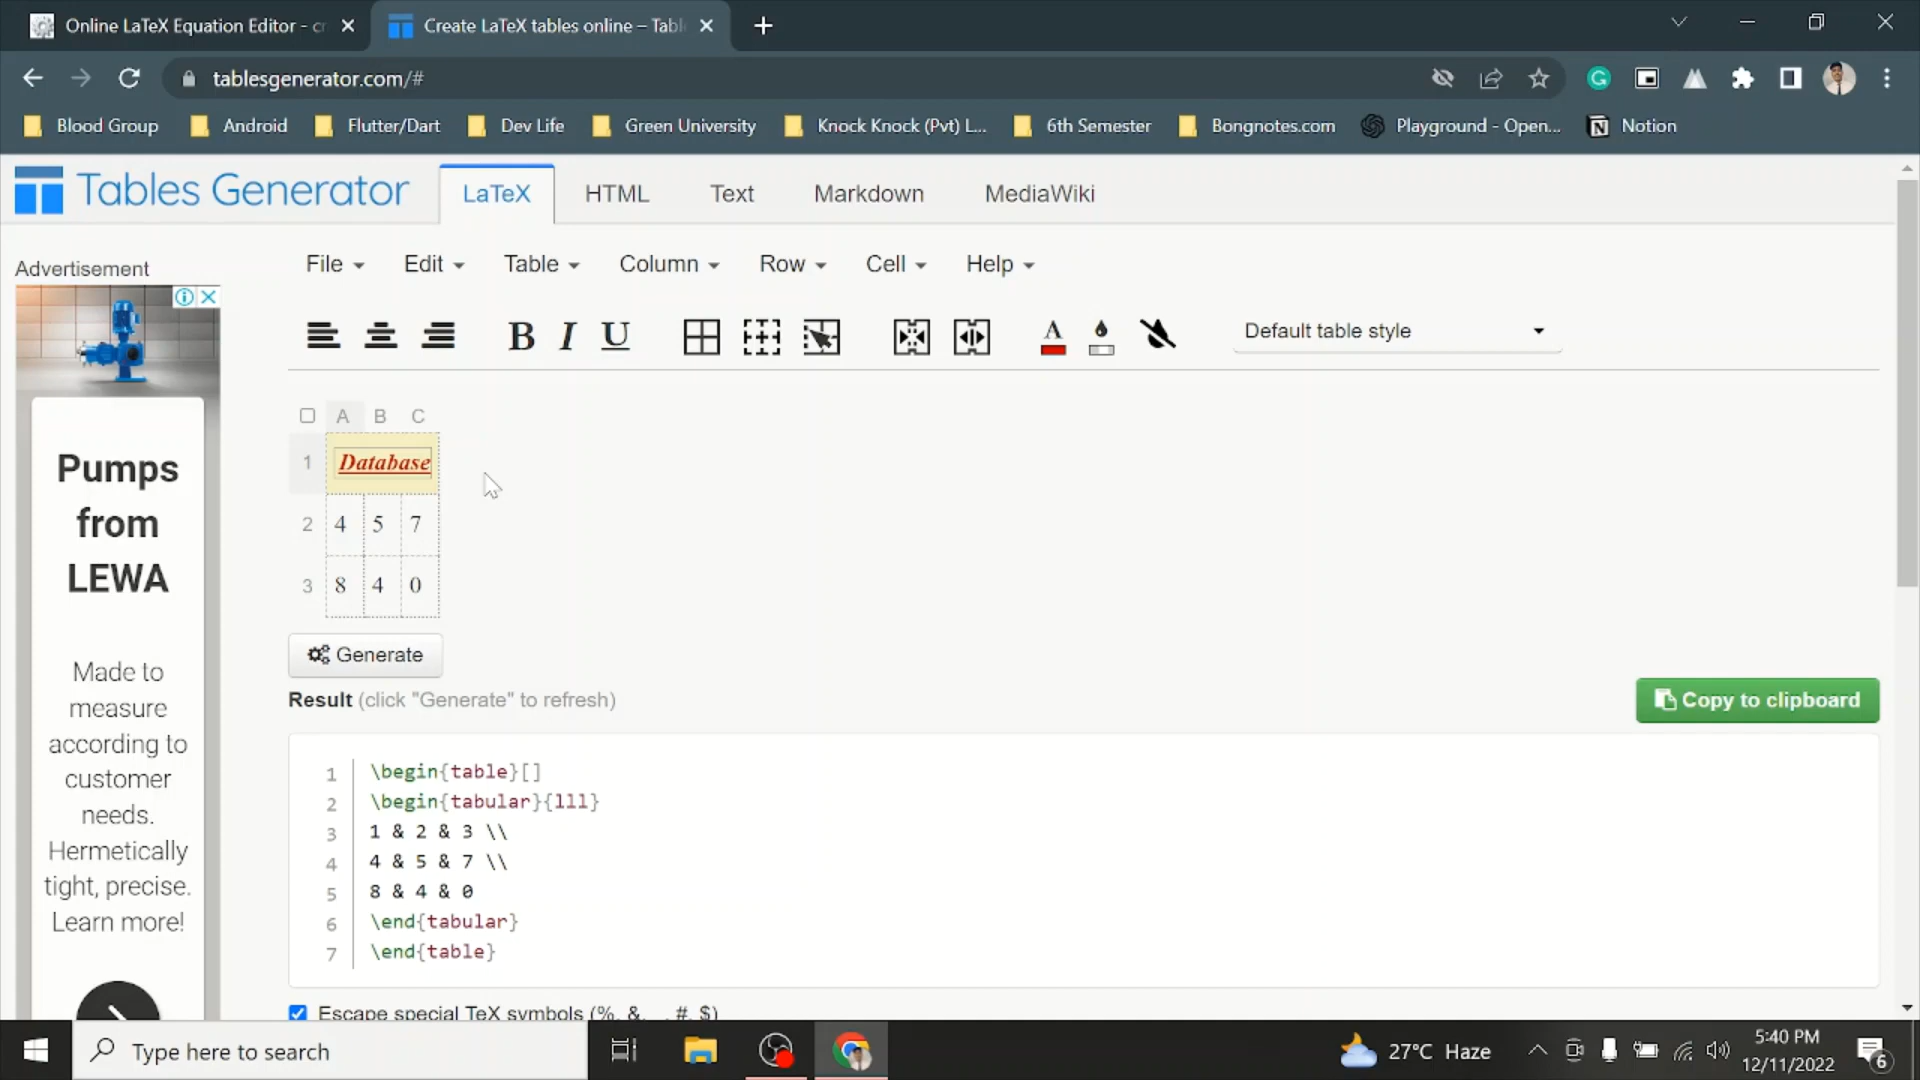 Online LaTeX Equation Editor - cr
Create LaTeX tables online – Tabl
tablesgenerator.com/#
Blood Group
Android
Flutter/Dart
Dev Life
Green University
Knock Knock (Pvt) L...
6th Semester
Bongnotes.com
Playground - Open...
Notion
Tables Generator
LaTeX
HTML
Text
Markdown
MediaWiki
File
Edit
Table
Column
Row
Cell
Help
B I U
A
Default table style
A B C
1 Database
2 4 5 7
3 8 4 0
Generate
Result (click "Generate" to refresh)
Copy to clipboard
1 \begin{table}[]
2 \begin{tabular}{lll}
3 1 & 2 & 3 \\
4 4 & 5 & 7 \\
5 8 & 4 & 0
6 \end{tabular}
7 \end{table}
Escape special TeX symbols (%, &, _, #, $)
Advertisement
Pumps
from
LEWA
Made to
measure
according to
customer
needs.
Hermetically
tight, precise.
Learn more!
Type here to search
27°C Haze
5:40 PM
12/11/2022
6